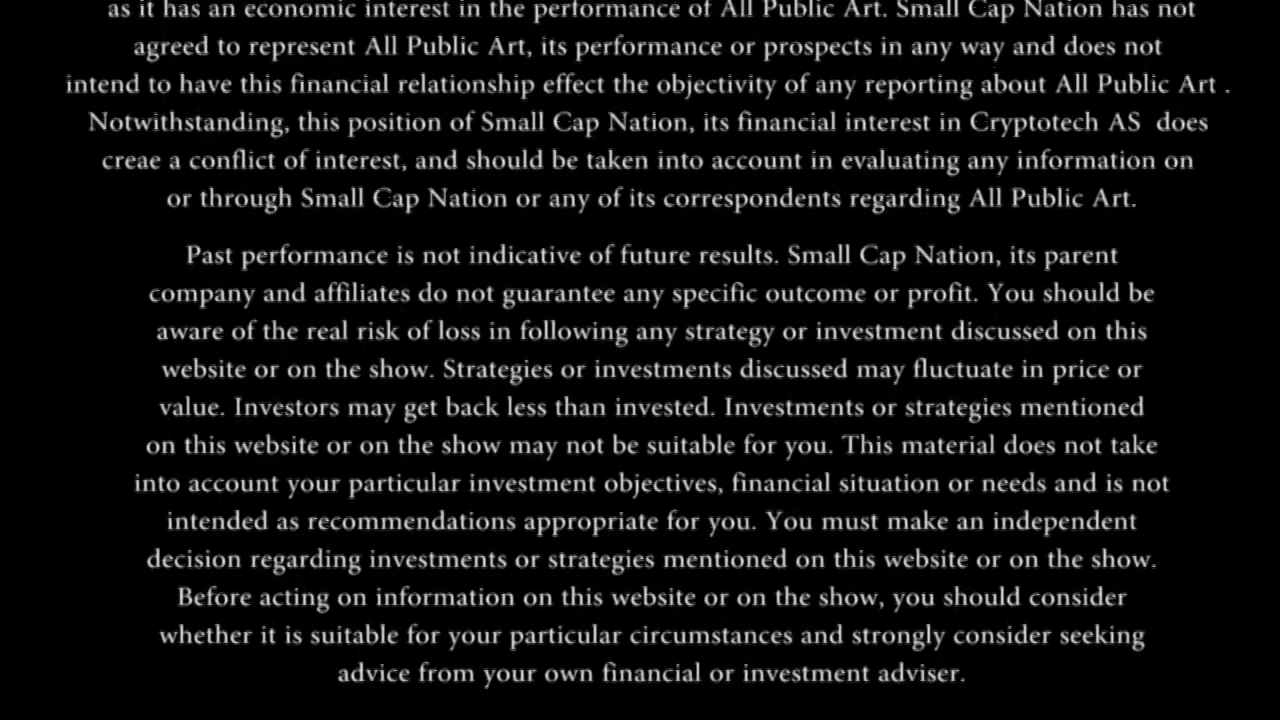 as it has an economic interest in the performance of All Public Art. Small Cap Nation has not
agreed to represent All Public Art, its performance or prospects in any way and does not
intend to have this financial relationship effect the objectivity of any reporting about All Public Art .
Notwithstanding, this position of Small Cap Nation, its financial interest in Cryptotech AS  does
creae a conflict of interest, and should be taken into account in evaluating any information on
or through Small Cap Nation or any of its correspondents regarding All Public Art.
Past performance is not indicative of future results. Small Cap Nation, its parent
company and affiliates do not guarantee any specific outcome or profit. You should be
aware of the real risk of loss in following any strategy or investment discussed on this
website or on the show. Strategies or investments discussed may fluctuate in price or
value. Investors may get back less than invested. Investments or strategies mentioned
on this website or on the show may not be suitable for you. This material does not take
into account your particular investment objectives, financial situation or needs and is not
intended as recommendations appropriate for you. You must make an independent
decision regarding investments or strategies mentioned on this website or on the show.
Before acting on information on this website or on the show, you should consider
whether it is suitable for your particular circumstances and strongly consider seeking
advice from your own financial or investment adviser.